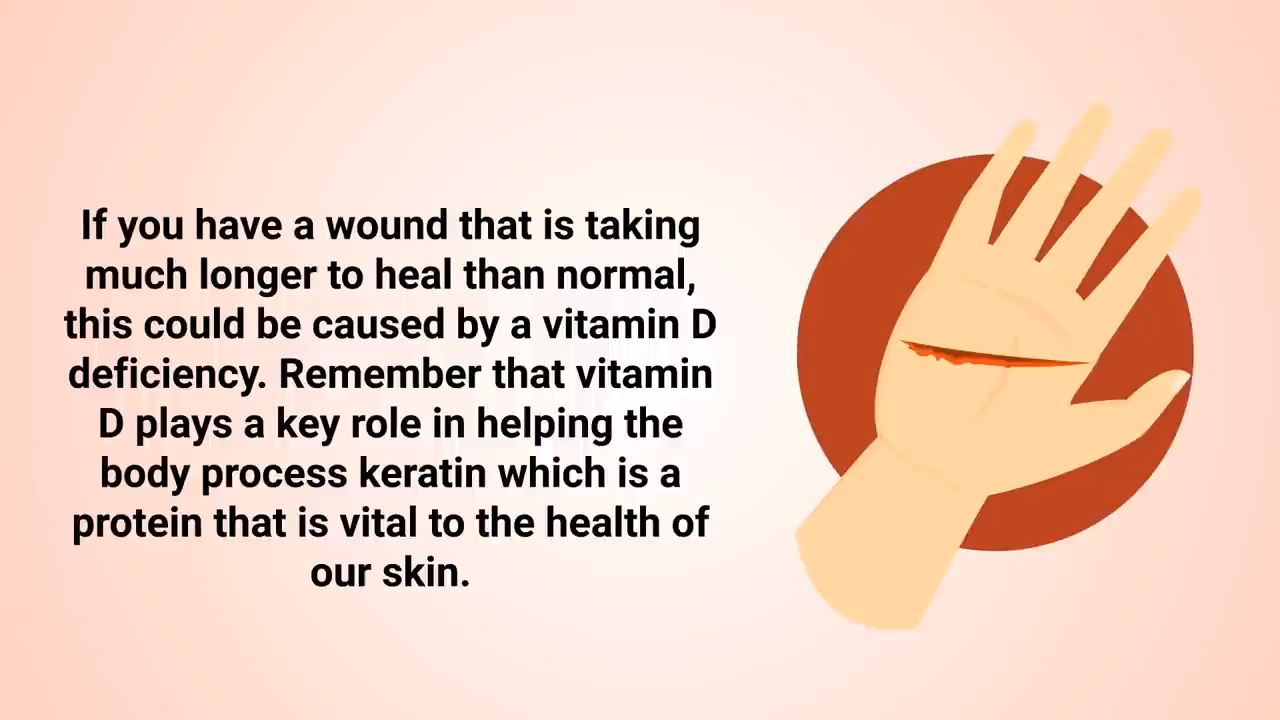 If you have a wound that is taking
much longer to heal than normal,
this could be caused by a vitamin D
deficiency. Remember that vitamin
D plays a key role in helping the
body process keratin which is a
protein that is vital to the health of
our skin.